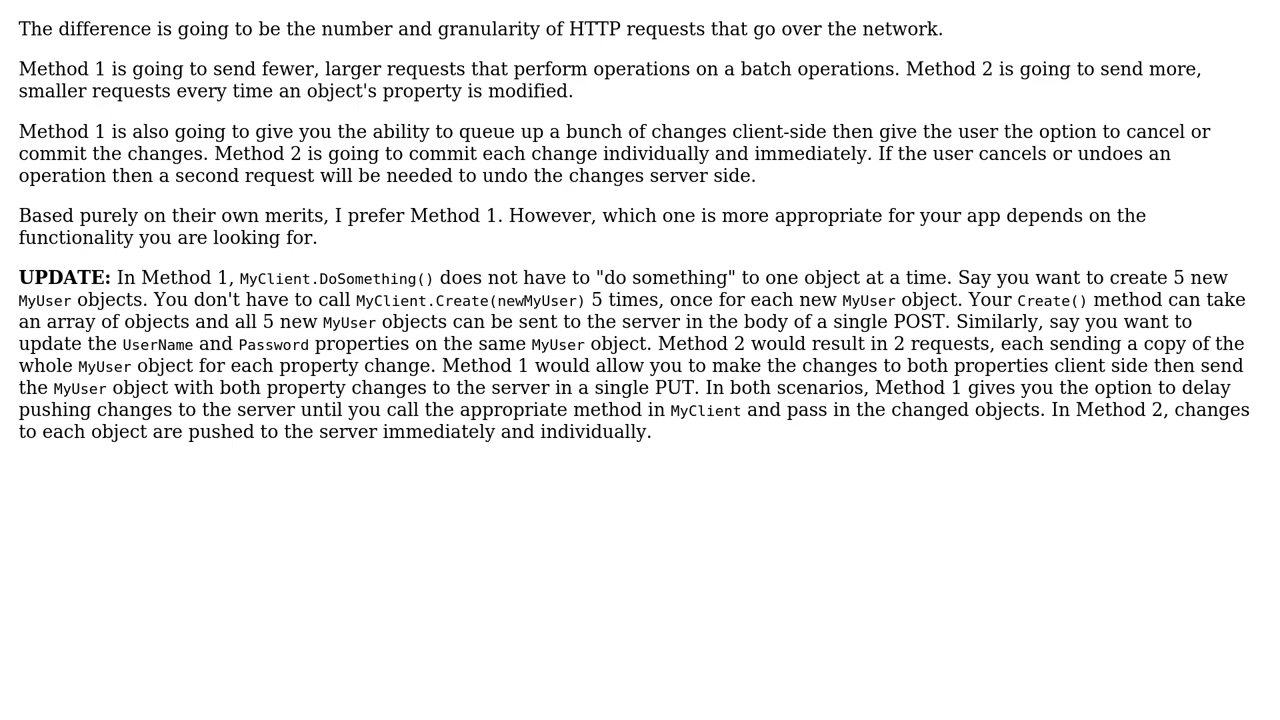 The difference is going to be the number and granularity of HTTP requests that go over the network.
Method 1 is going to send fewer, larger requests that perform operations on a batch operations. Method 2 is going to send more,
smaller requests every time an object's property is modified.
Method 1 is also going to give you the ability to queue up a bunch of changes client-side then give the user the option to cancel or
commit the changes. Method 2 is going to commit each change individually and immediately. If the user cancels or undoes an
operation then a second request will be needed to undo the changes server side.
Based purely on their own merits, I prefer Method 1. However, which one is more appropriate for your app depends on the
functionality you are looking for.
UPDATE: In Method 1, MyClient.DoSomething() does not have to "do something" to one object at a time. Say you want to create 5 new
MyUser objects. You don't have to call MyClient.Create(newMyUser) 5 times, once for each new MyUser object. Your Create() method can take
an array of objects and all 5 new MyUser objects can be sent to the server in the body of a single POST. Similarly, say you want to
update the UserName and Password properties on the same MyUser object. Method 2 would result in 2 requests, each sending a copy of the
whole MyUser object for each property change. Method 1 would allow you to make the changes to both properties client side then send
the MyUser object with both property changes to the server in a single PUT. In both scenarios, Method 1 gives you the option to delay
pushing changes to the server until you call the appropriate method in MyClient and pass in the changed objects. In Method 2, changes
to each object are pushed to the server immediately and individually.